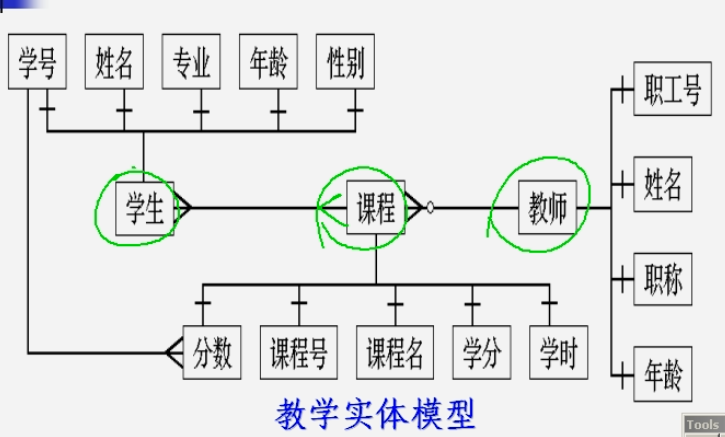 学号 姓名 专业 年龄 性别
职工号
姓名
学生 课程 教师
职称
分数 课程号 课程名 学分 学时
年龄
教学实体模型
Tools